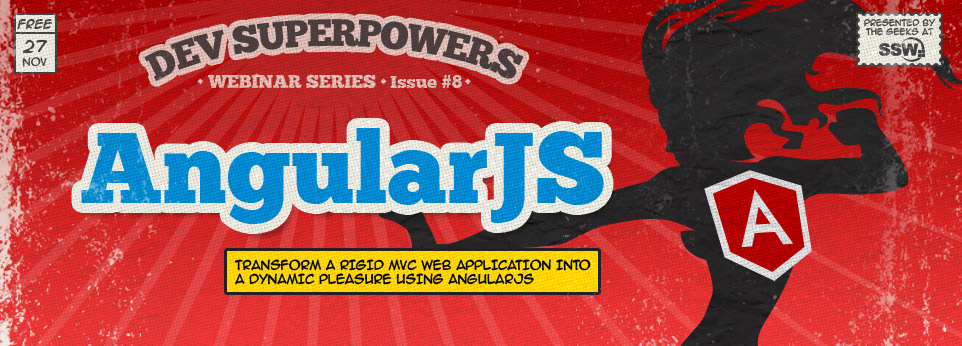 FREE
27
NOV
DEV SUPERPOWERS
• WEBINAR SERIES • Issue #8 •
PRESENTED BY
THE GEEKS AT
SSW
AngularJS
A
TRANSFORM A RIGID MVC WEB APPLICATION INTO
A DYNAMIC PLEASURE USING ANGULARJS